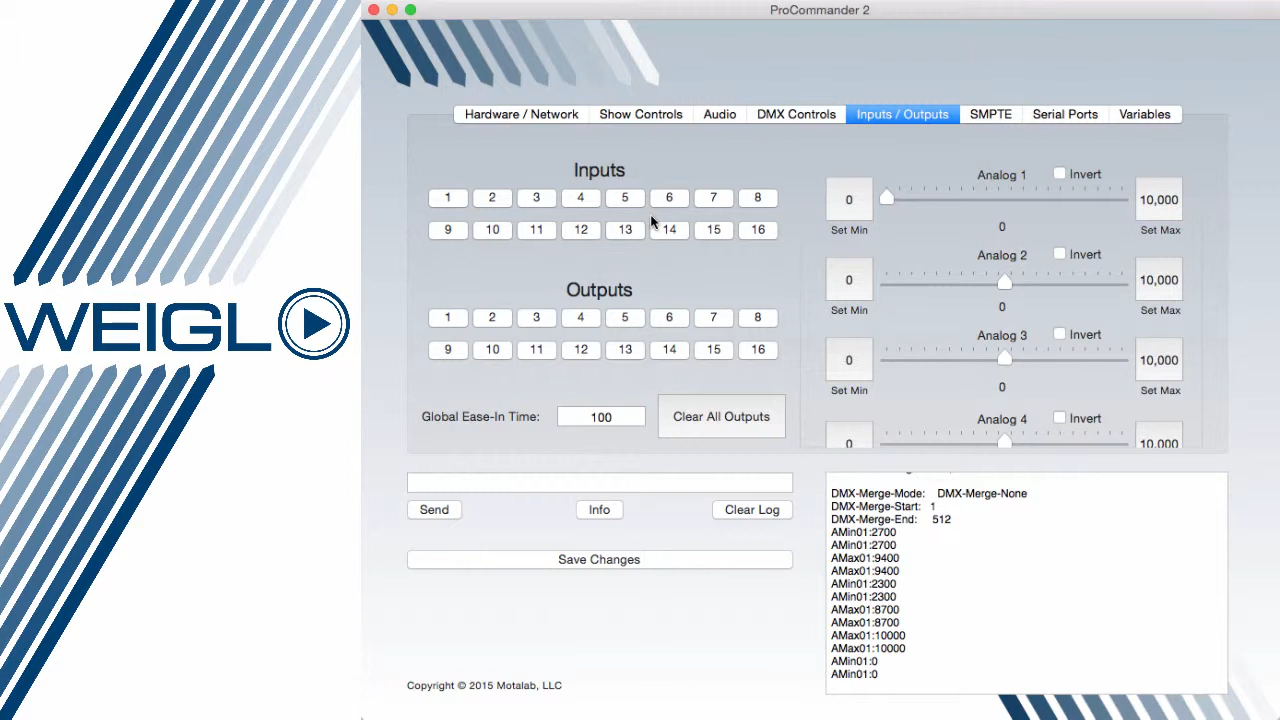 ProCommander 2
WEIGL
Hardware / Network Show Controls Audio DMX Controls Inputs / Outputs SMPTE Serial Ports Variables
Inputs
1 2 3 4 5 6 7 8
9 10 11 12 13 14 15 16
Outputs
1 2 3 4 5 6 7 8
9 10 11 12 13 14 15 16
Global Ease-In Time: 100 Clear All Outputs
Analog 1 Invert
0 10,000
Set Min 0 Set Max
Analog 2 Invert
0 10,000
Set Min 0 Set Max
Analog 3 Invert
0 10,000
Set Min 0 Set Max
Analog 4 Invert
0 10,000
Send Info Clear Log
Save Changes
DMX-Merge-Mode: DMX-Merge-None
DMX-Merge-Start: 1
DMX-Merge-End: 512
AMin01:2700
AMin01:2700
AMax01:9400
AMax01:9400
AMin01:2300
AMin01:2300
AMax01:8700
AMax01:8700
AMax01:10000
AMax01:10000
AMin01:0
AMin01:0
Copyright © 2015 Motalab, LLC